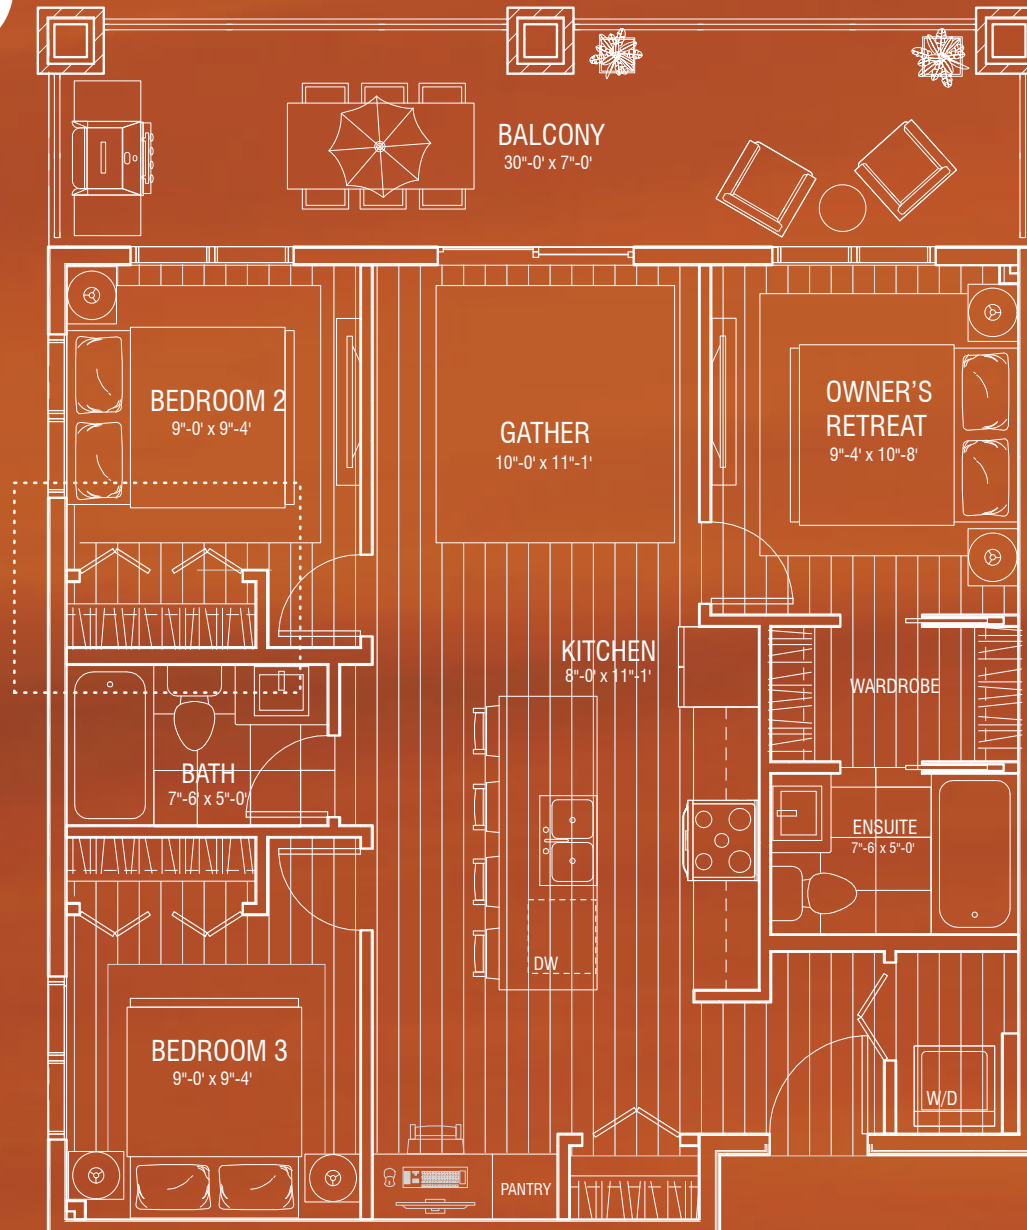 BALCONY
30"-0' x 7"-0'
BEDROOM 2
9"-0' x 9"-4'
GATHER
10"-0' x 11"-1'
OWNER'S
RETREAT
9"-4' x 10"-8'
KITCHEN
8"-0' x 11"-1'
WARDROBE
BATH
7"-6' x 5"-0'
ENSUITE
7"-6' x 5"-0'
DW
BEDROOM 3
9"-0' x 9"-4'
W/D
PANTRY